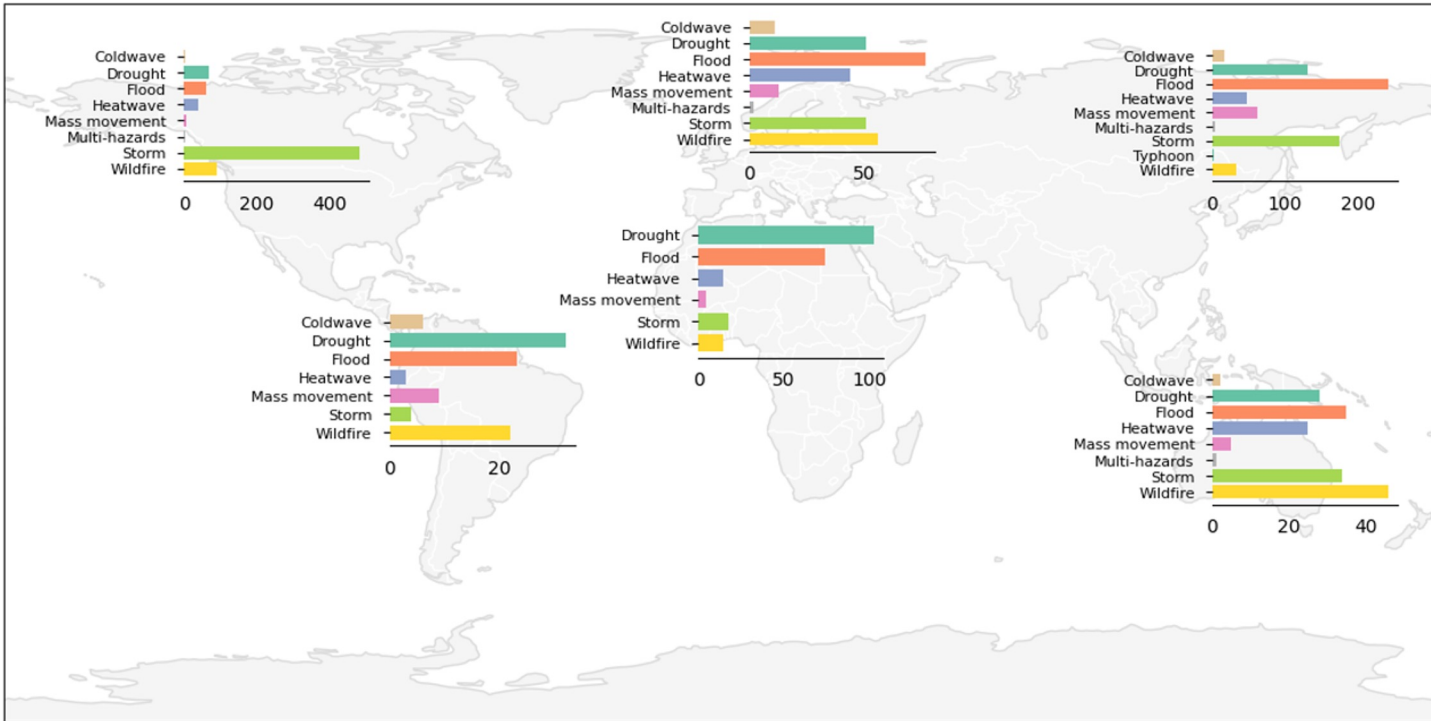 Coldwave
Drought
Flood
Heatwave
Mass movement
Multi-hazards
Storm
Wildfire
0 200 400
Coldwave
Drought
Flood
Heatwave
Mass movement
Multi-hazards
Storm
Wildfire
0 50
Coldwave
Drought
Flood
Heatwave
Mass movement
Multi-hazards
Storm
Typhoon
Wildfire
0 100 200
Drought
Flood
Heatwave
Mass movement
Storm
Wildfire
0 50 100
Coldwave
Drought
Flood
Heatwave
Mass movement
Storm
Wildfire
0 20
Coldwave
Drought
Flood
Heatwave
Mass movement
Multi-hazards
Storm
Wildfire
0 20 40